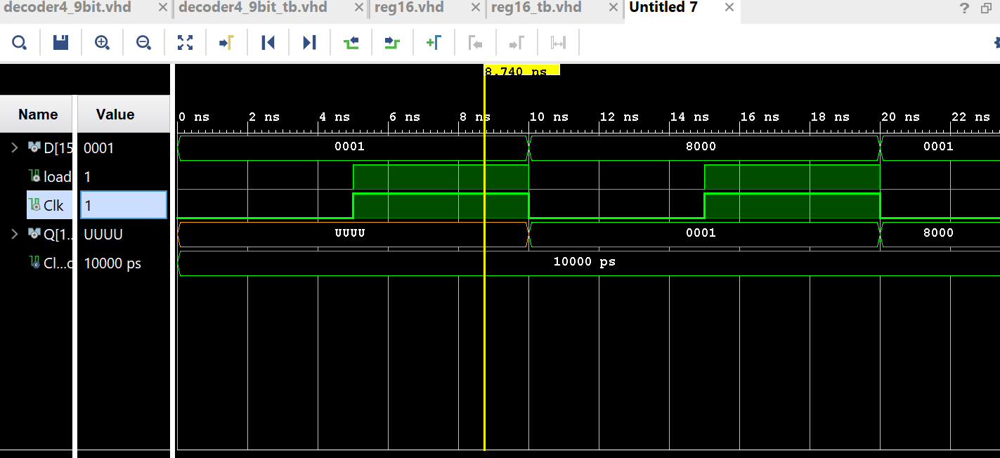 decoder4_9bit.vhd × decoder4_9bit_tb.vhd × reg16.vhd × reg16_tb.vhd × Untitled 7 × ?
8.740 ns
Name Value 0 ns 2 ns 4 ns 6 ns 8 ns 10 ns 12 ns 14 ns 16 ns 18 ns 20 ns 22 ns
D[15 0001 0001 8000 0001
load 1
Clk 1
Q[1... UUUU UUUU 0001 8000
Cl...c 10000 ps 10000 ps